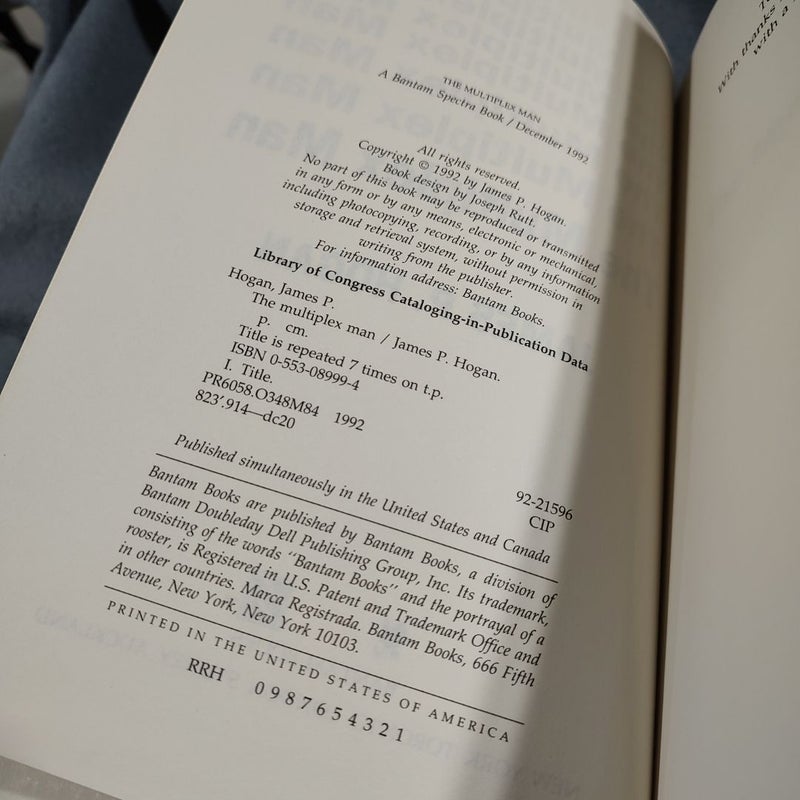 THE MULTIPLEX MAN
A Bantam Spectra Book / December 1992
All rights reserved.
Copyright © 1992 by James P. Hogan.
Book design by Joseph Rutt.
No part of this book may be reproduced or transmitted
in any form or by any means, electronic or mechanical,
including photocopying, recording, or by any information
storage and retrieval system, without permission in
writing from the publisher.
For information address: Bantam Books.
Library of Congress Cataloging-in-Publication Data
Hogan, James P.
The multiplex man / James P. Hogan.
p. cm.
Title is repeated 7 times on t.p.
ISBN 0-553-08999-4
I. Title.
PR6058.O348M84 1992
823′.914—dc20
92-21596
CIP
Published simultaneously in the United States and Canada
Bantam Books are published by Bantam Books, a division of
Bantam Doubleday Dell Publishing Group, Inc. Its trademark,
consisting of the words "Bantam Books" and the portrayal of a
rooster, is Registered in U.S. Patent and Trademark Office and
in other countries. Marca Registrada. Bantam Books, 666 Fifth
Avenue, New York, New York 10103.
PRINTED IN THE UNITED STATES OF AMERICA
RRH 0 9 8 7 6 5 4 3 2 1
with thanks
with a